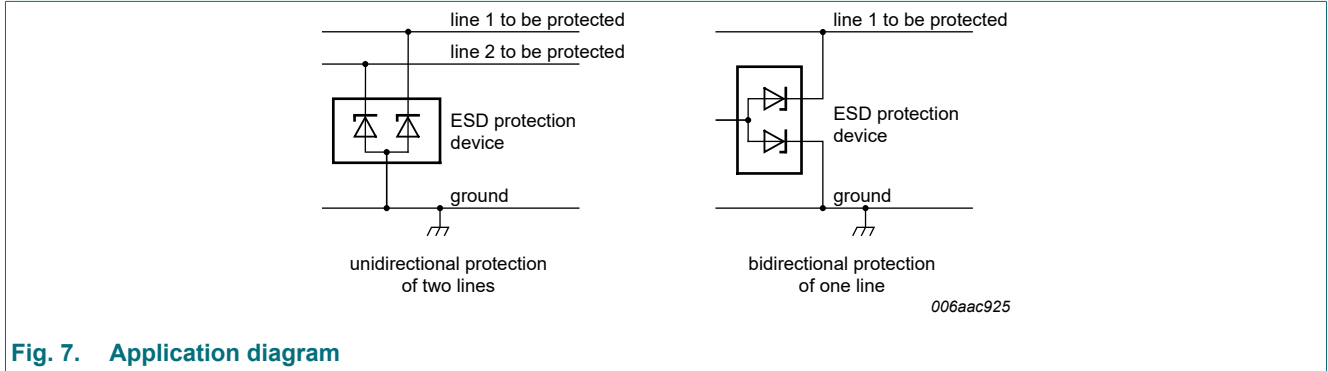 line 1 to be protected
line 2 to be protected
ESD protection
device
ground
unidirectional protection
of two lines
line 1 to be protected
ESD protection
device
ground
bidirectional protection
of one line
006aac925
Fig. 7. Application diagram